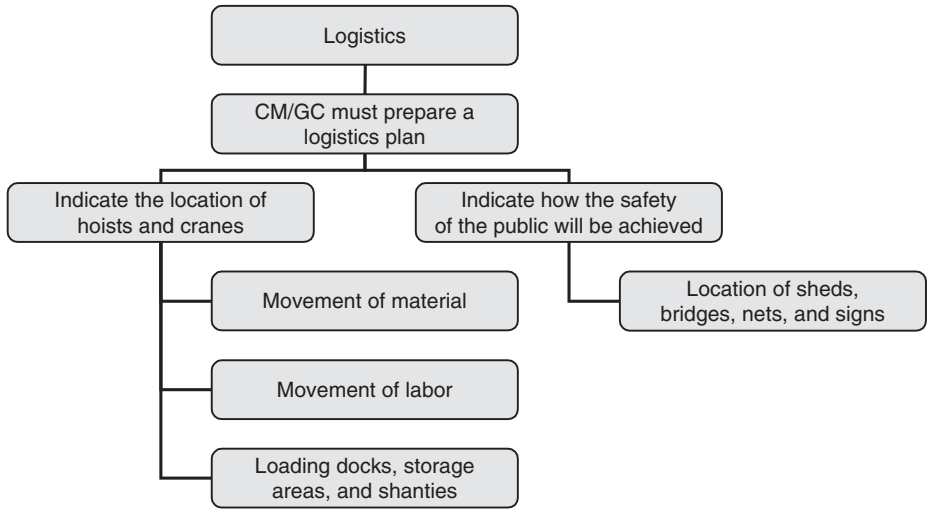 Logistics
CM/GC must prepare a
logistics plan
Indicate the location of
hoists and cranes
Indicate how the safety
of the public will be achieved
Movement of material
Location of sheds,
bridges, nets, and signs
Movement of labor
Loading docks, storage
areas, and shanties